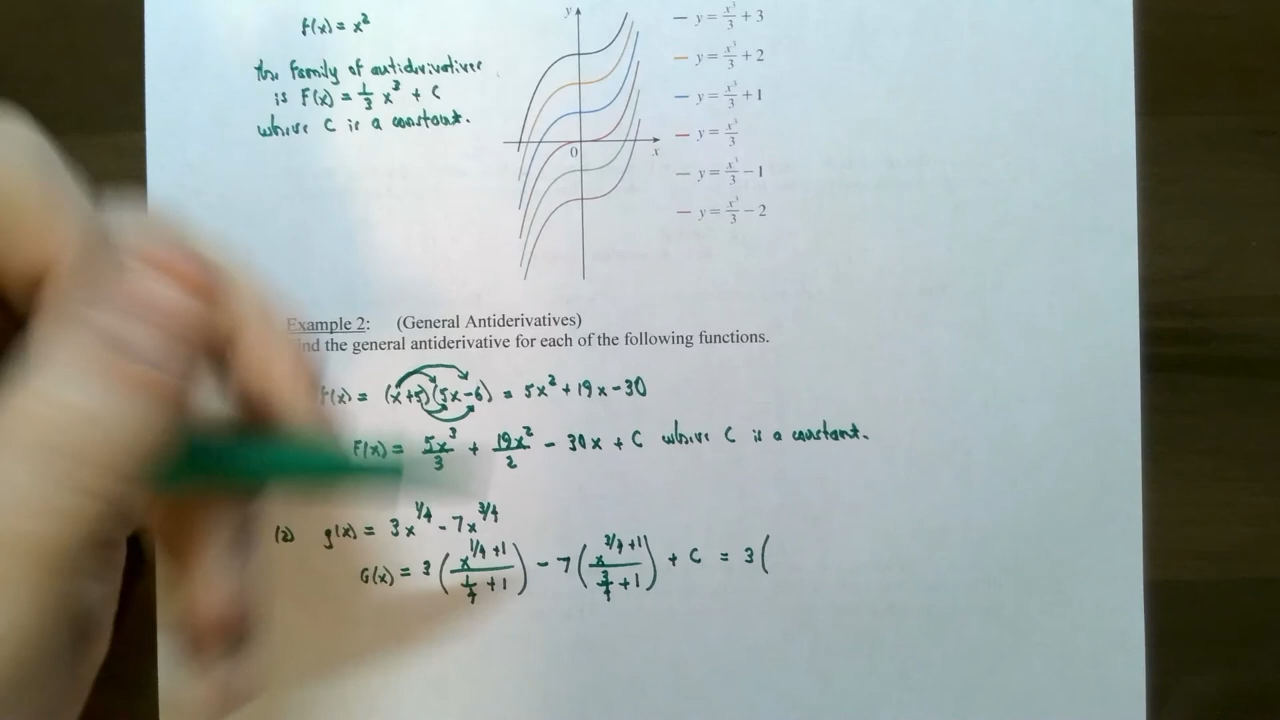 f(x) = x²
the family of antiderivatives
is F(x) = 1/3 x³ + C
where C is a constant.
y
0
x
y = x³/3 + 3
y = x³/3 + 2
y = x³/3 + 1
y = x³/3
y = x³/3 − 1
y = x³/3 − 2
Example 2: (General Antiderivatives)
the general antiderivative for each of the following functions.
f(x) = (x+5)(5x−6) = 5x² + 19x − 30
F(x) = 5x³/3 + 19x²/2 − 30x + C where C is a constant.
(2) g(x) = 3x^(1/4) − 7x^(3/4)
G(x) = 3 (x^(1/4 + 1) / (1/4 + 1)) − 7 (x^(3/4 + 1) / (3/4 + 1)) + C = 3 (